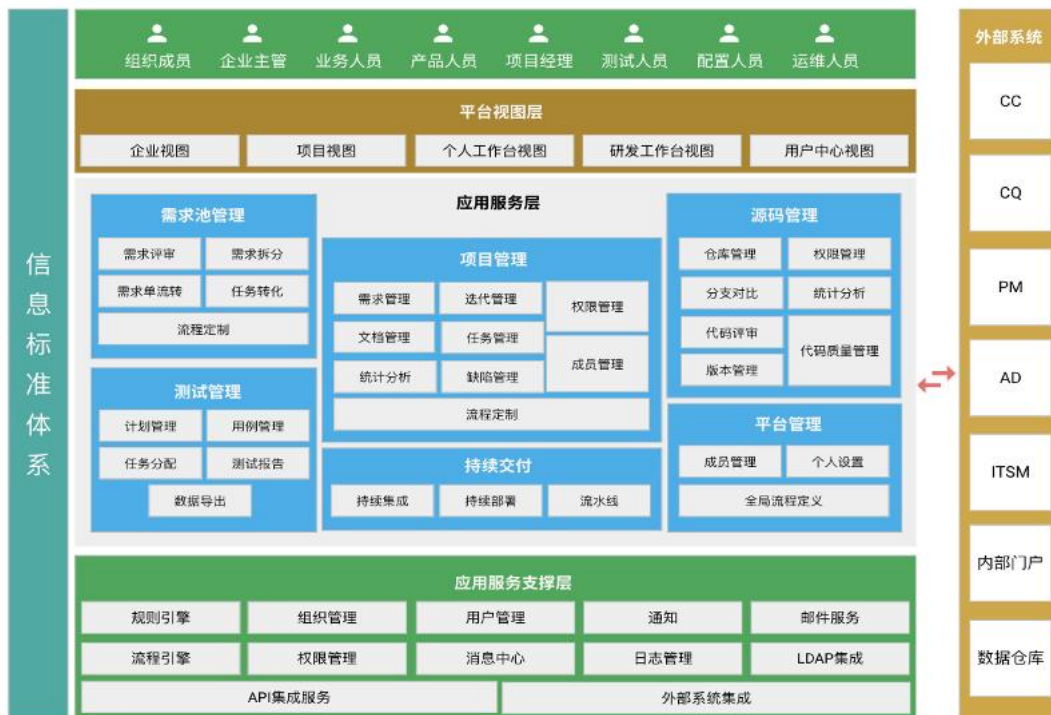 信息标准体系
组织成员 企业主管 业务人员 产品人员 项目经理 测试人员 配置人员 运维人员
平台视图层
企业视图 项目视图 个人工作台视图 研发工作台视图 用户中心视图
应用服务层
需求池管理
需求评审 需求拆分
需求单流转 任务转化
流程定制
测试管理
计划管理 用例管理
任务分配 测试报告
数据导出
项目管理
需求管理 迭代管理 权限管理
文档管理 任务管理
成员管理
统计分析 缺陷管理
流程定制
持续交付
持续集成 持续部署 流水线
源码管理
仓库管理 权限管理
分支对比 统计分析
代码评审
代码质量管理
版本管理
平台管理
成员管理 个人设置
全局流程定义
应用服务支撑层
规则引擎 组织管理 用户管理 通知 邮件服务
流程引擎 权限管理 消息中心 日志管理 LDAP集成
API集成服务 外部系统集成
外部系统
CC
CQ
PM
AD
ITSM
内部门户
数据仓库